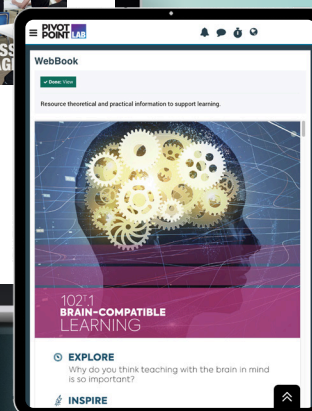 PIVOT
POINT LAB
WebBook
✓ Done: View
Resource theoretical and practical information to support learning.
102°.1
BRAIN-COMPATIBLE
LEARNING
EXPLORE
Why do you think teaching with the brain in mind
is so important?
INSPIRE